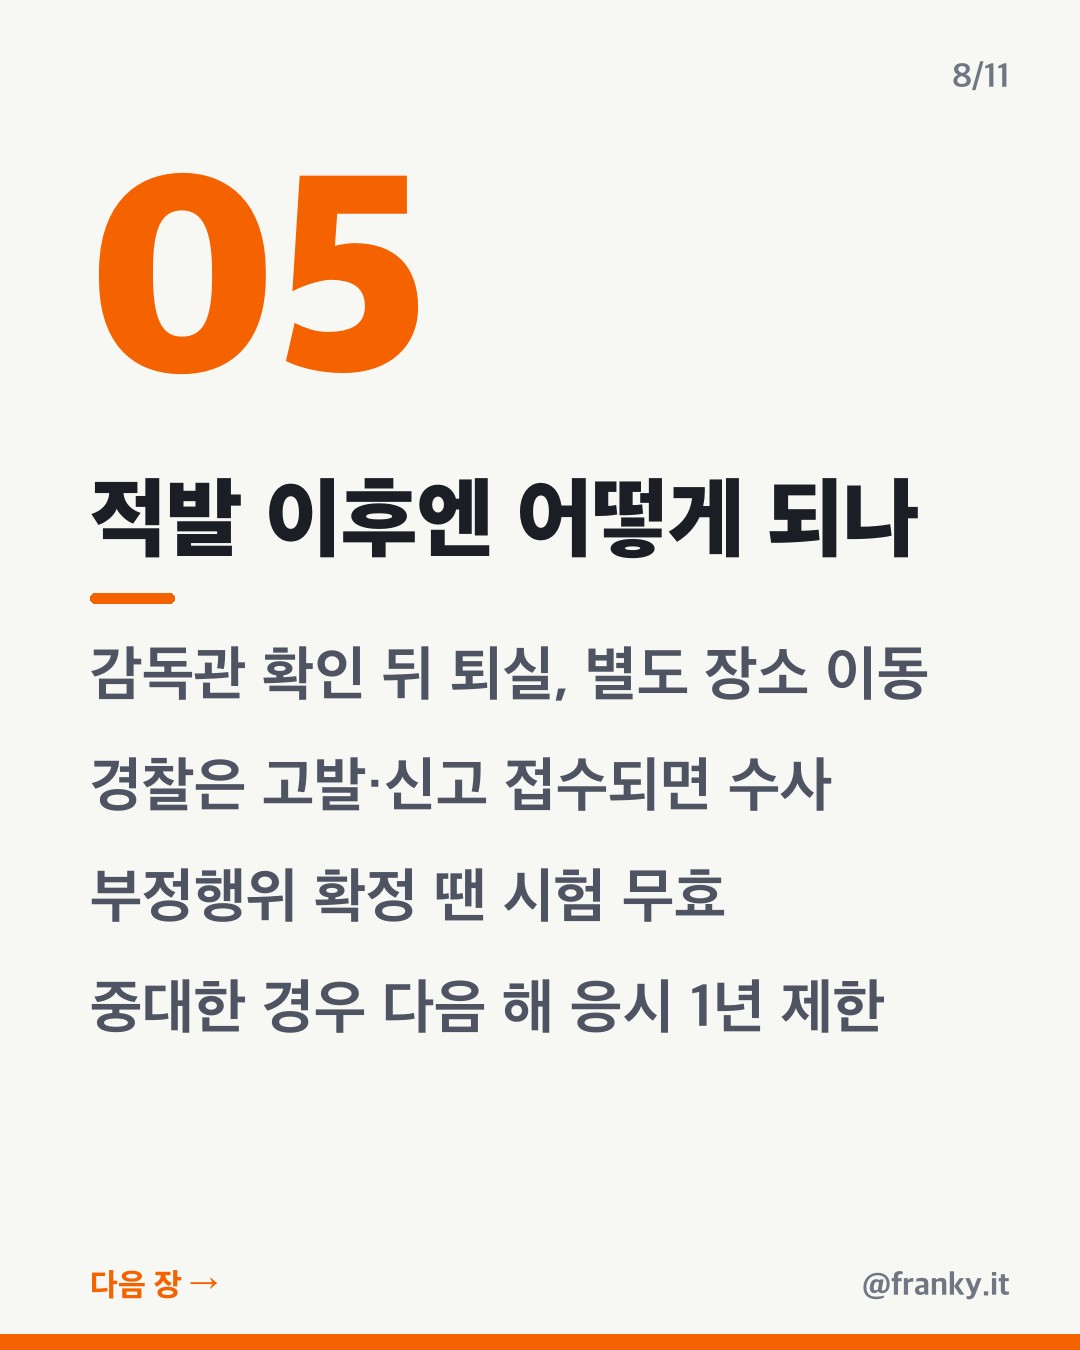 8/11
05
적발 이후엔 어떻게 되나
감독관 확인 뒤 퇴실, 별도 장소 이동
경찰은 고발·신고 접수되면 수사
부정행위 확정 땐 시험 무효
중대한 경우 다음 해 응시 1년 제한
다음 장 →
@franky.it